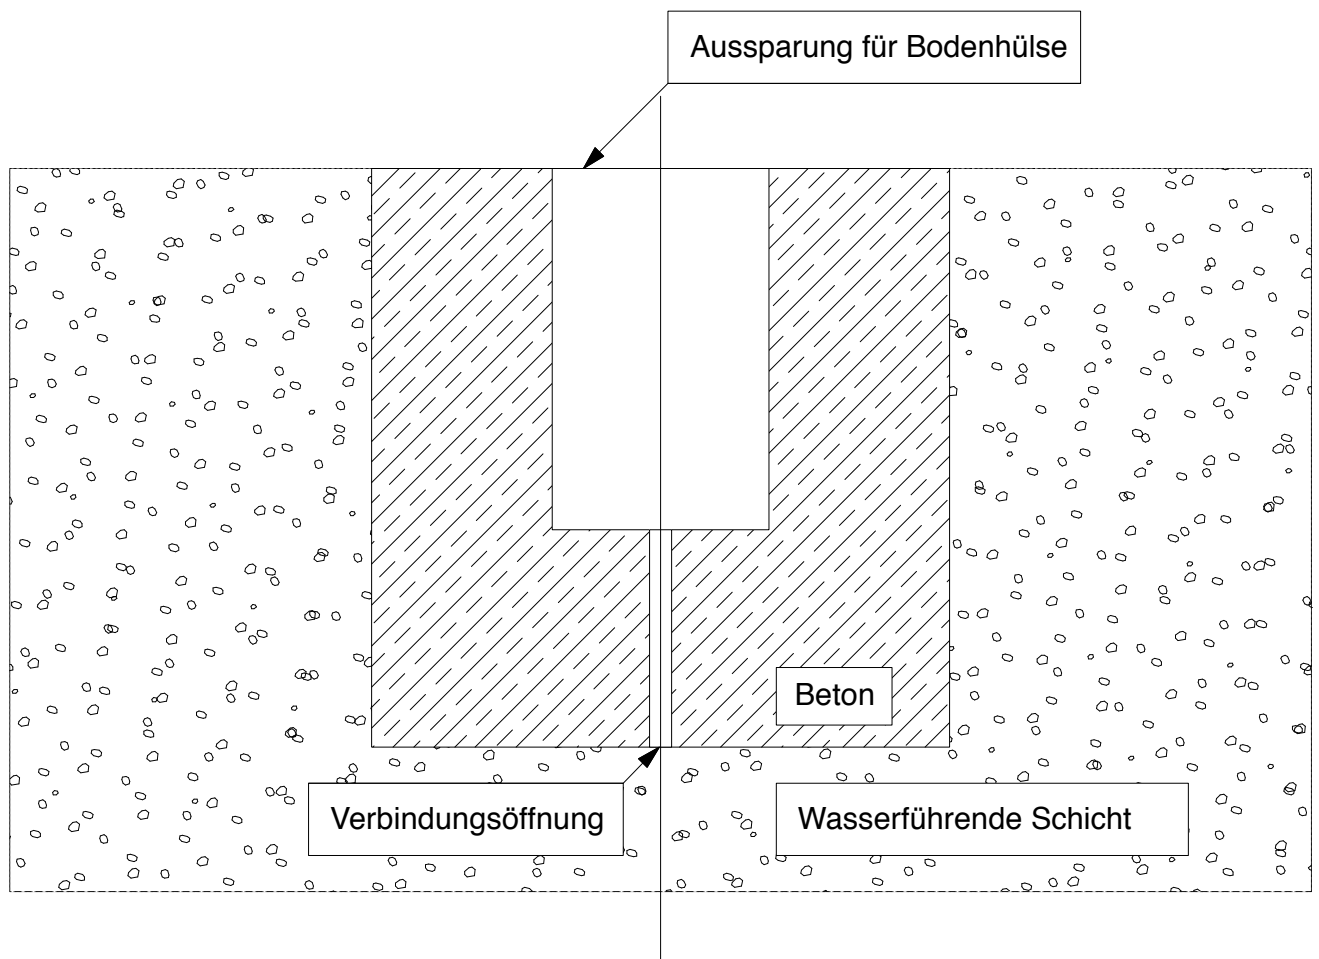 Aussparung für Bodenhülse
Beton
Verbindungsöffnung
Wasserführende Schicht